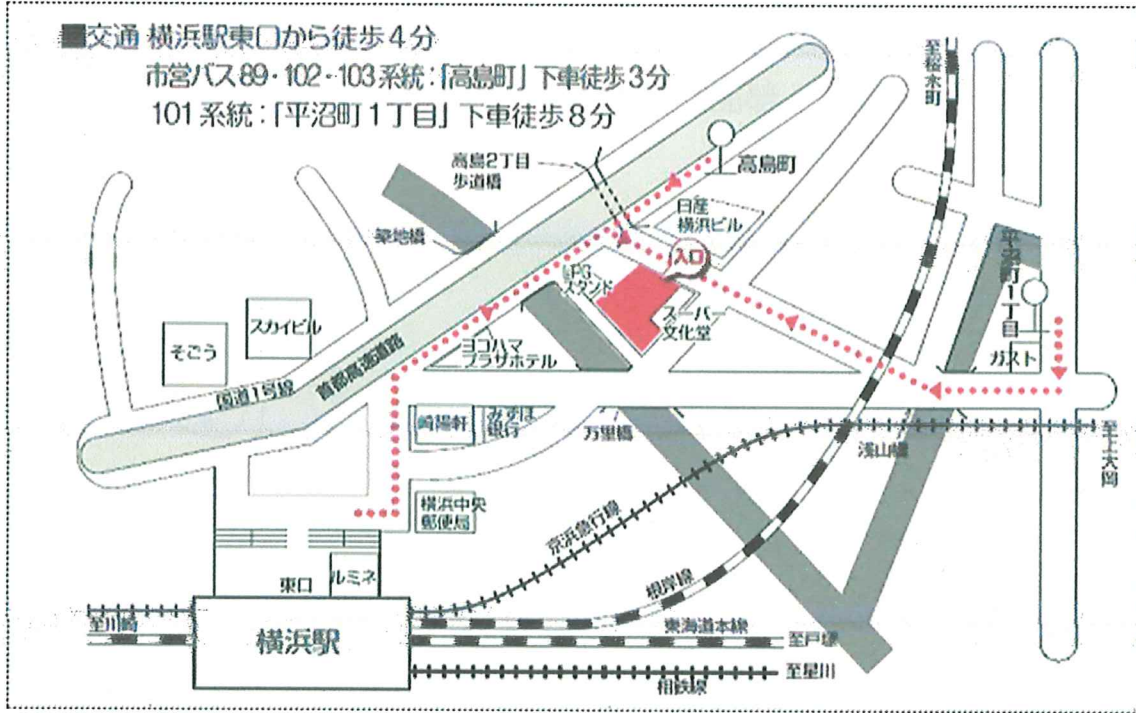 ■交通 横浜駅東口から徒歩4分
市営バス89・102・103系統:「高島町」下車徒歩3分
101系統:「平沼町1丁目」下車徒歩8分
至桜木町
高島2丁目
歩道橋
高島町
日産
横浜ビル
築地橋
入口
LPG
スタンド
スーパー
文化堂
平沼町1丁目
ガスト
スカイビル
そごう
ヨコハマ
プラザホテル
国道1号線
首都高速道路
崎陽軒
みずほ
銀行
万里橋
浅山橋
至上大岡
横浜中央
郵便局
京浜急行線
東口
ルミネ
根岸線
至川崎
横浜駅
東海道本線
至戸塚
相鉄線
至星川